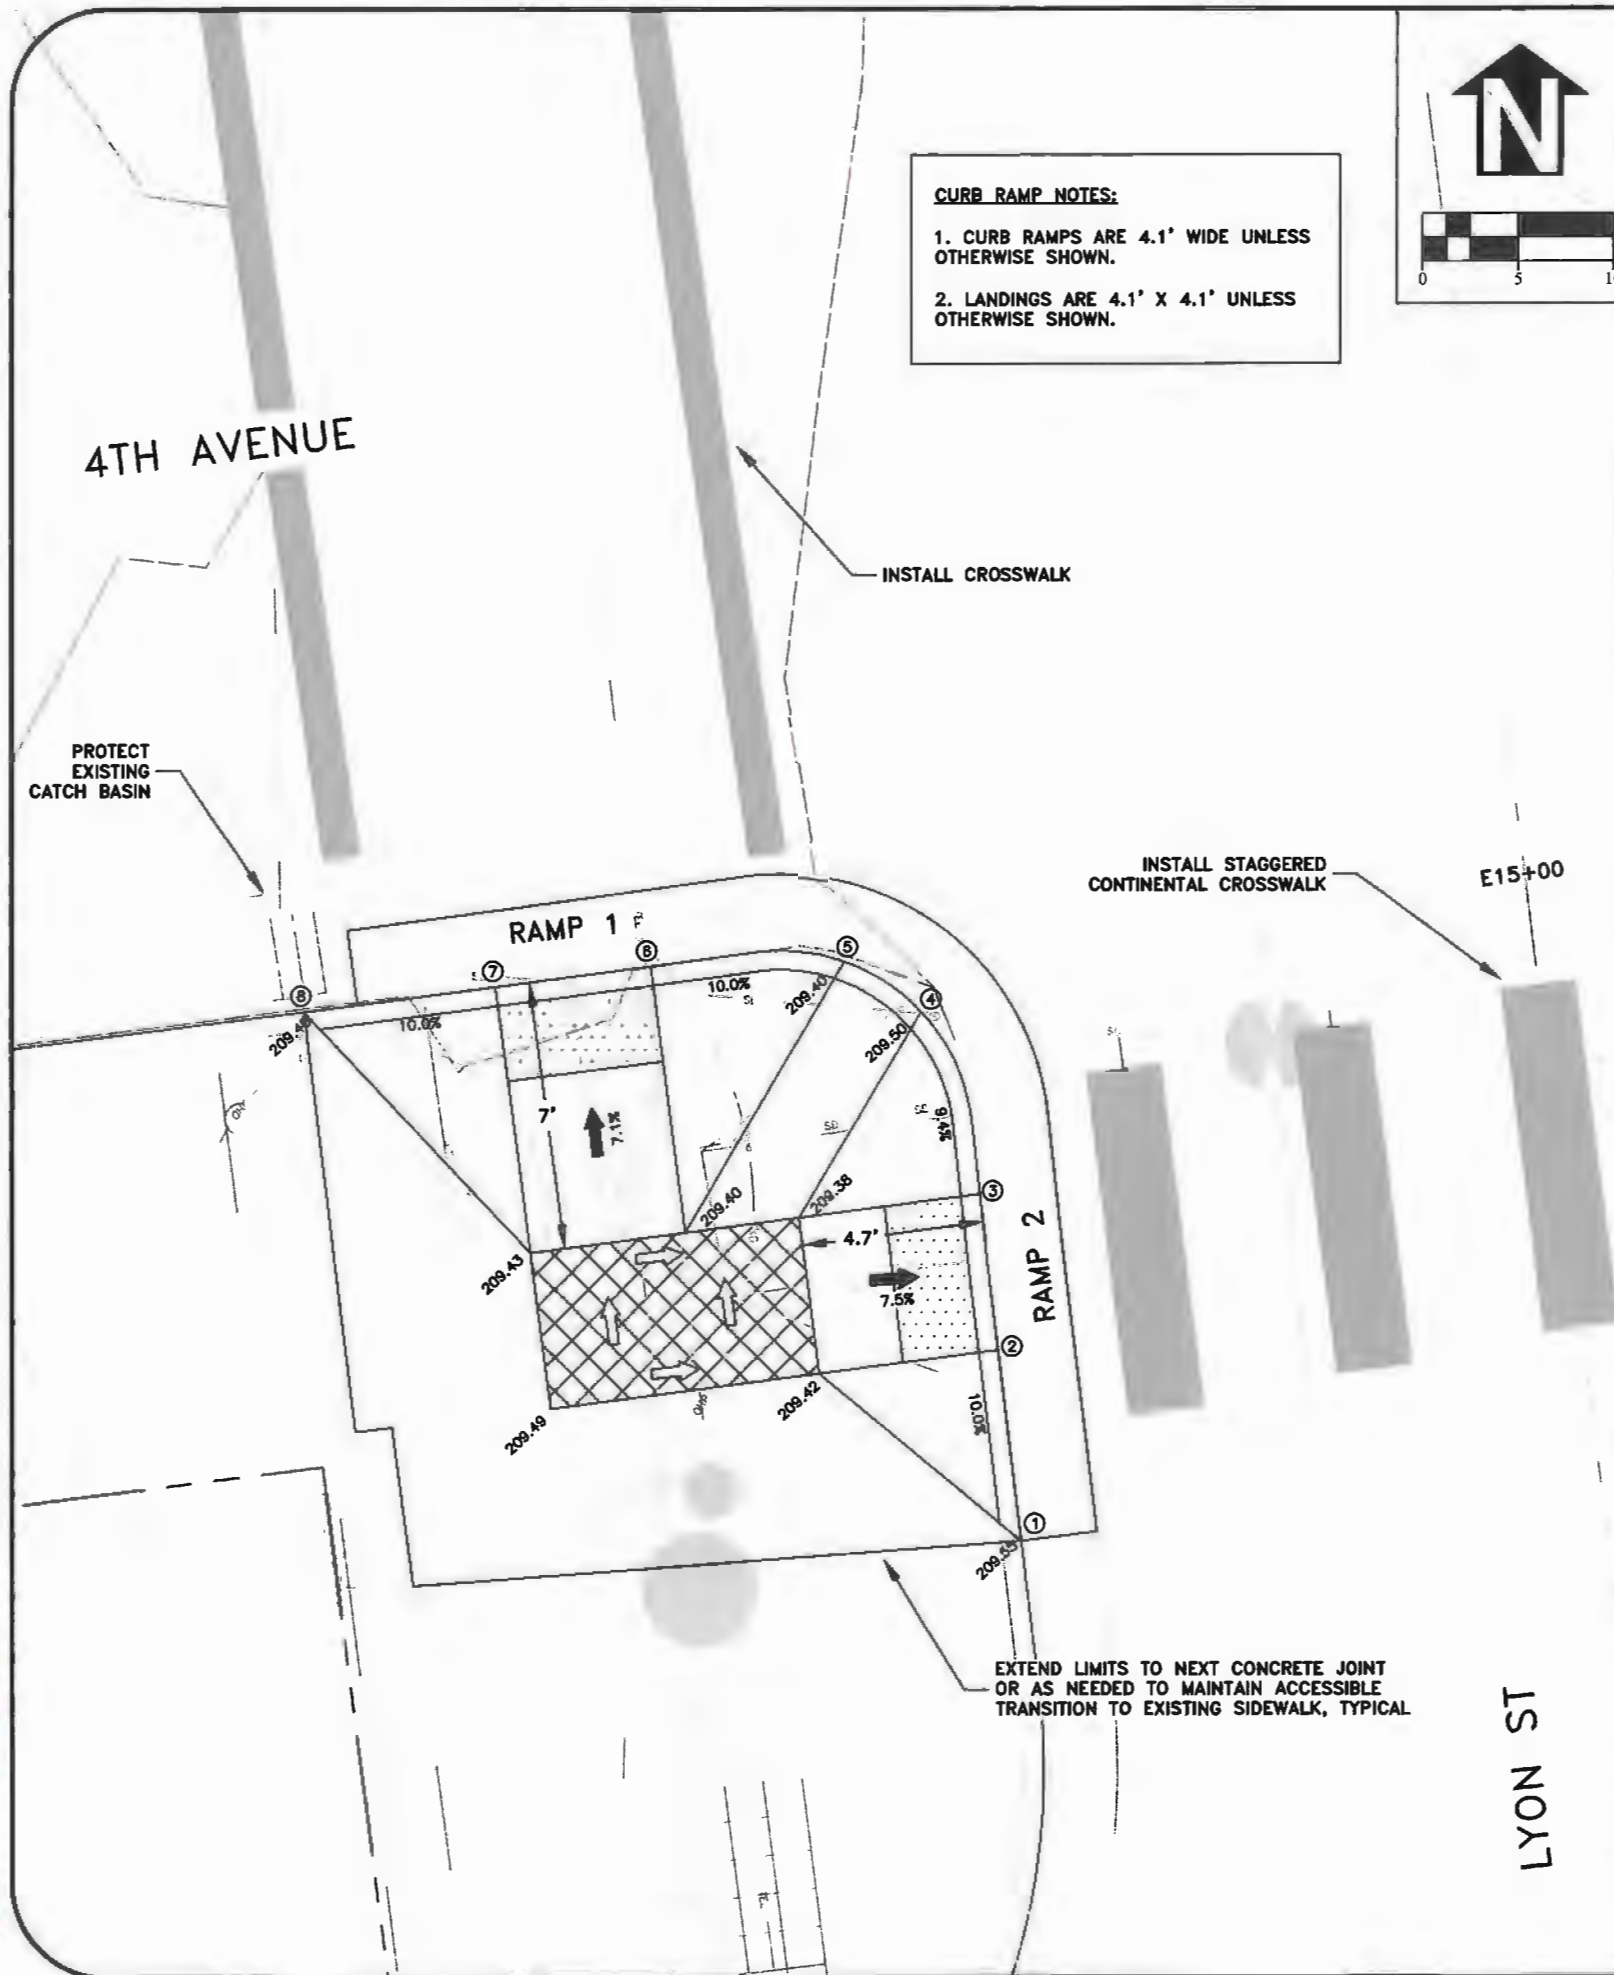 N
0 5
CURB RAMP NOTES:
1. CURB RAMPS ARE 4.1' WIDE UNLESS
OTHERWISE SHOWN.
2. LANDINGS ARE 4.1' X 4.1' UNLESS
OTHERWISE SHOWN.
4TH AVENUE
INSTALL CROSSWALK
PROTECT
EXISTING
CATCH BASIN
INSTALL STAGGERED
CONTINENTAL CROSSWALK
E15+00
RAMP 1
8
7
6
5
4
10.0%
10.0%
209.40
209.50
7'
7.1%
SD
9.4%
3
209.40
209.38
4.7'
209.43
7.5%
RAMP 2
2
209.49
209.42
10.0%
1
209.55
EXTEND LIMITS TO NEXT CONCRETE JOINT
OR AS NEEDED TO MAINTAIN ACCESSIBLE
TRANSITION TO EXISTING SIDEWALK, TYPICAL
LYON ST